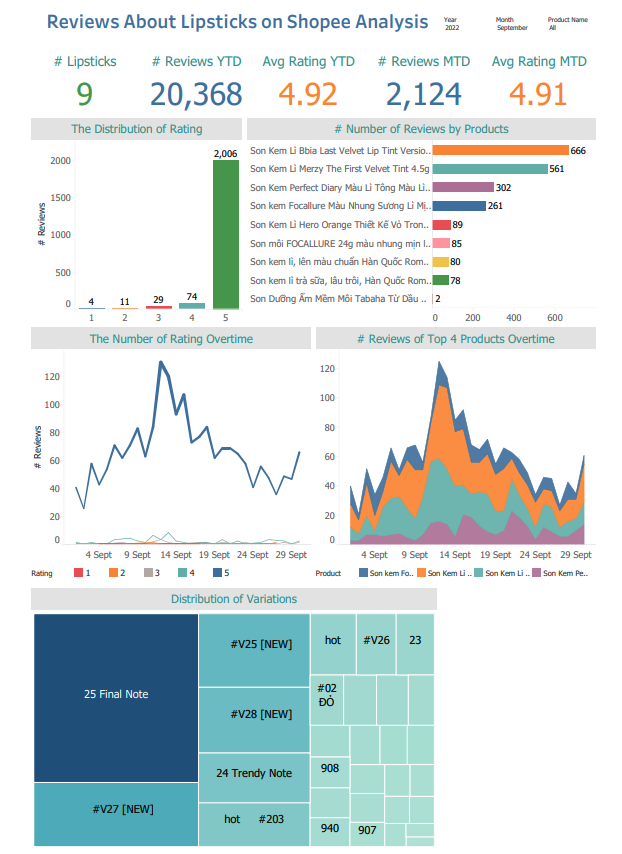 Reviews About Lipsticks on Shopee Analysis
Year Month Product Name
2022 September All
# Lipsticks # Reviews YTD Avg Rating YTD # Reviews MTD Avg Rating MTD
9 20,368 4.92 2,124 4.91
The Distribution of Rating
# Reviews
2000
1500
1000
500
0
4 11 29 74 2,006
1 2 3 4 5
# Number of Reviews by Products
Son Kem Lì Bbia Last Velvet Lip Tint Versio.. 666
Son Kem Lì Merzy The First Velvet Tint 4.5g 561
Son Kem Perfect Diary Màu Lì Tông Màu Lì.. 302
Son kem Focallure Màu Nhung Sương Lì Mị.. 261
Son Kem Lì Hero Orange Thiết Kế Vỏ Tron.. 89
Son môi FOCALLURE 24g màu nhung mịn l.. 85
Son kem lì, lên màu chuẩn Hàn Quốc Rom.. 80
Son kem lì trà sữa, lâu trôi, Hàn Quốc Rom.. 78
Son Dưỡng Ẩm Mềm Môi Tabaha Từ Dầu .. 2
0 200 400 600
The Number of Rating Overtime
# Reviews
120
100
80
60
40
20
0
4 Sept 9 Sept 14 Sept 19 Sept 24 Sept 29 Sept
Rating 1 2 3 4 5
# Reviews of Top 4 Products Overtime
120
100
80
60
40
20
0
4 Sept 9 Sept 14 Sept 19 Sept 24 Sept 29 Sept
Product Son kem Fo.. Son Kem Lì .. Son Kem Lì .. Son Kem Pe..
Distribution of Variations
25 Final Note
#V27 [NEW]
#V25 [NEW]
#V28 [NEW]
24 Trendy Note
hot #203
hot #V26 23
#02
ĐỎ
908
940 907